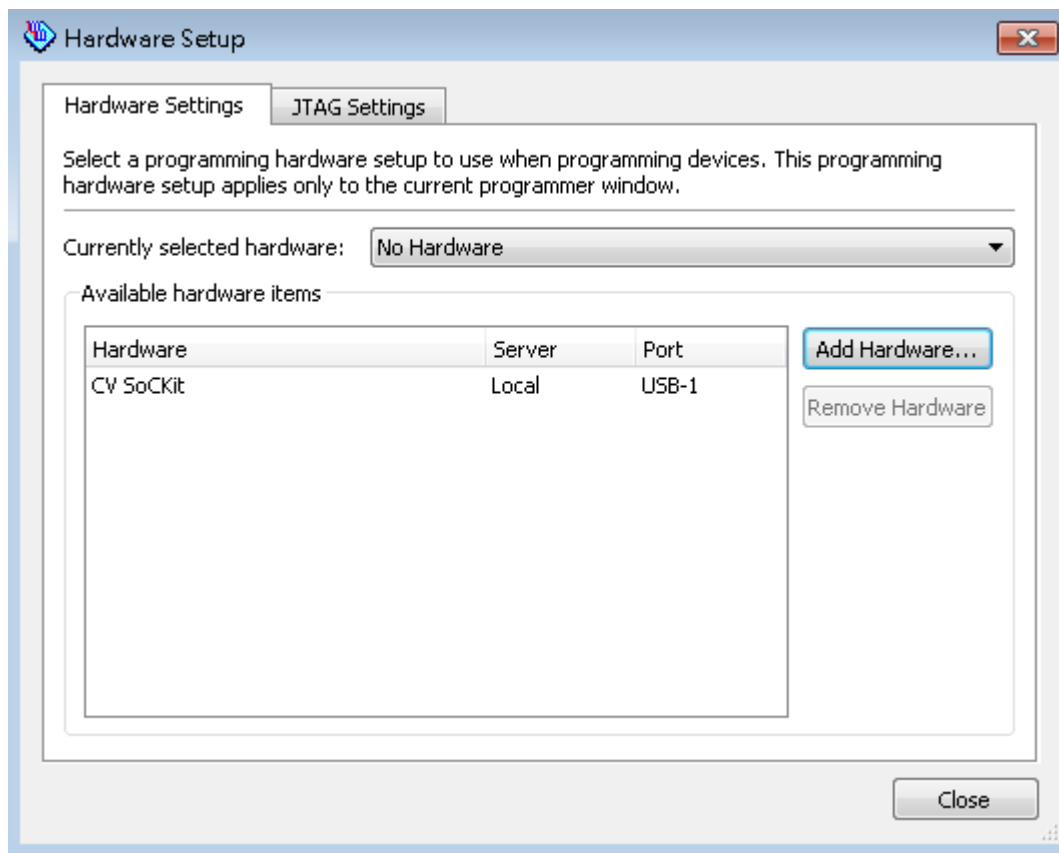 Hardware Setup
Hardware Settings
JTAG Settings
Select a programming hardware setup to use when programming devices. This programming
hardware setup applies only to the current programmer window.
Currently selected hardware:
No Hardware
Available hardware items
Hardware Server Port
CV SoCKit Local USB-1
Add Hardware...
Remove Hardware
Close